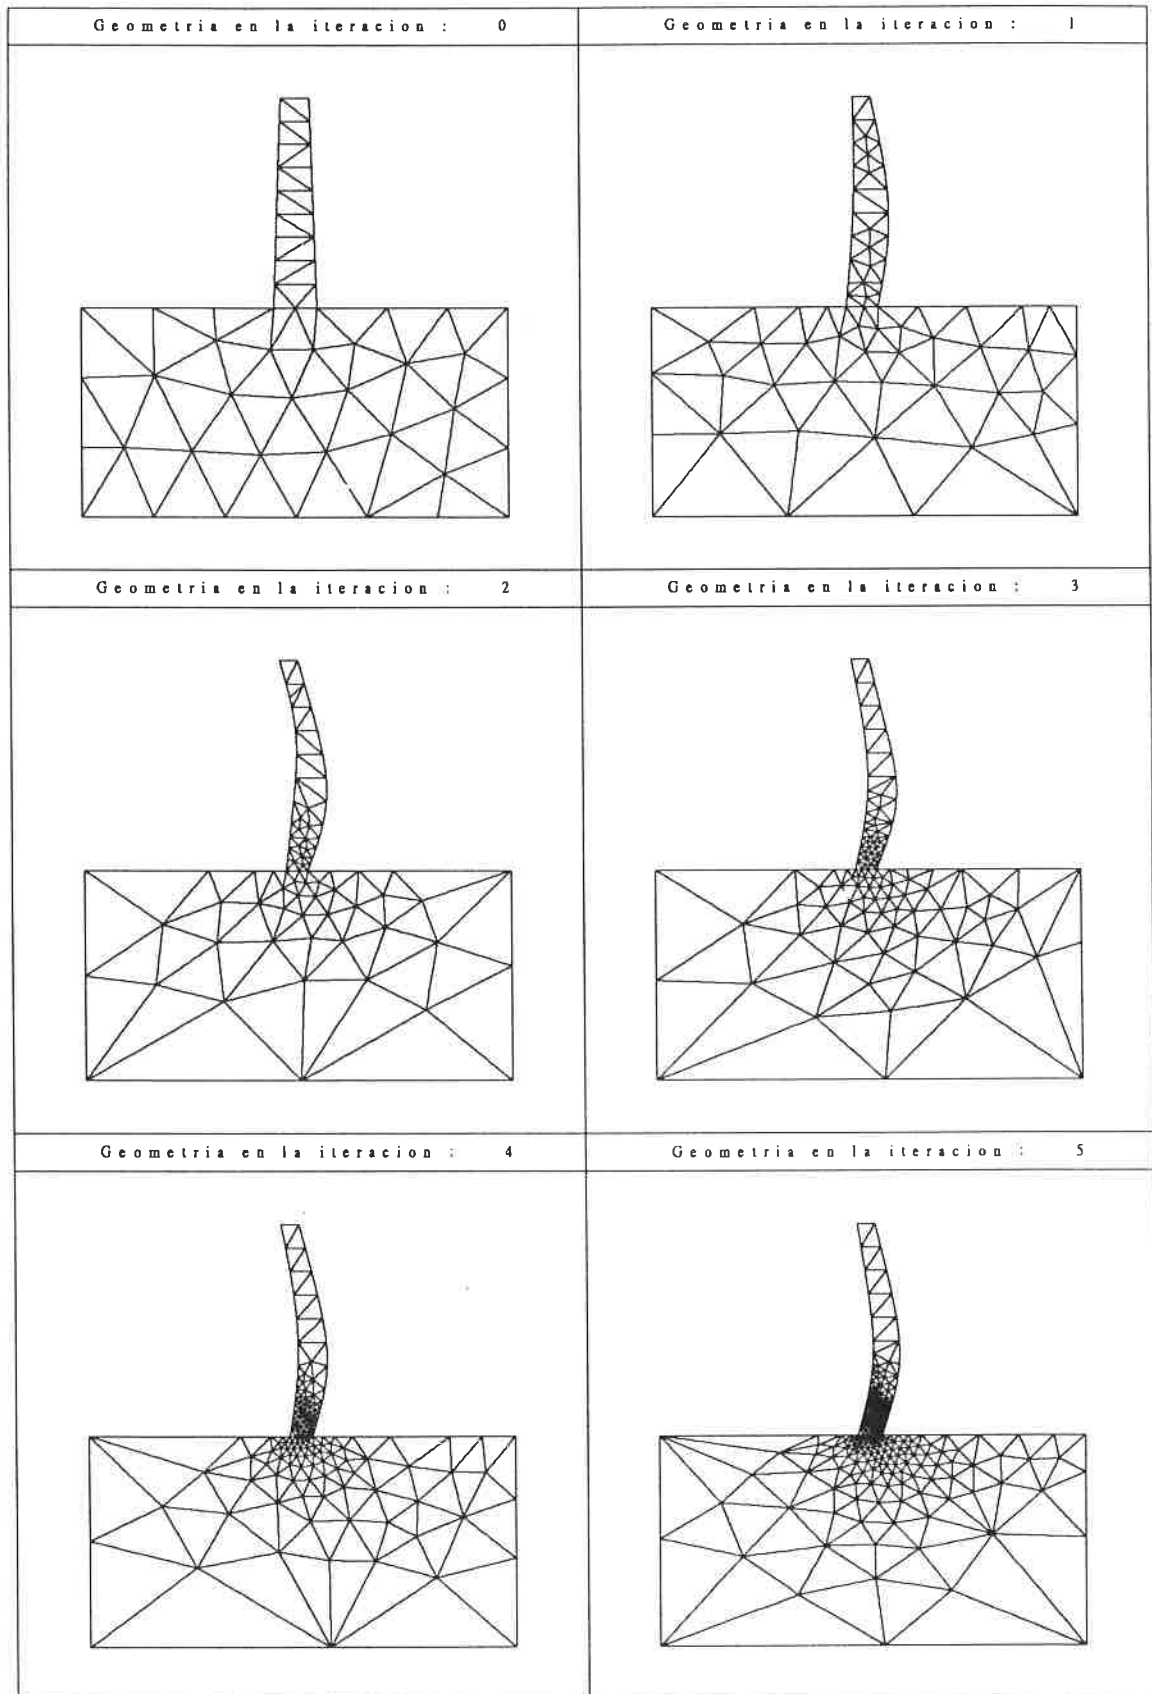 Geometria en la iteracion : 0
Geometria en la iteracion : 1
Geometria en la iteracion : 2
Geometria en la iteracion : 3
Geometria en la iteracion : 4
Geometria en la iteracion : 5